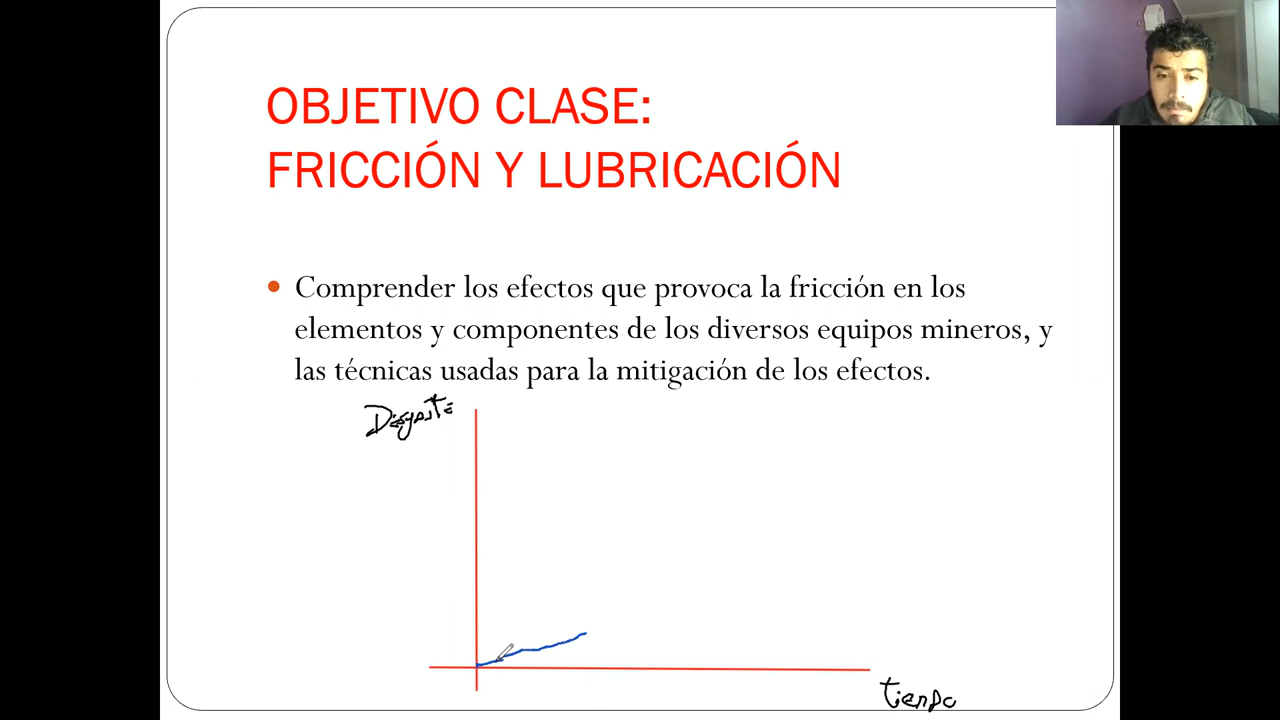 OBJETIVO CLASE:
FRICCIÓN Y LUBRICACIÓN
• Comprender los efectos que provoca la fricción en los
elementos y componentes de los diversos equipos mineros, y
las técnicas usadas para la mitigación de los efectos.
Desgaste
tiempo